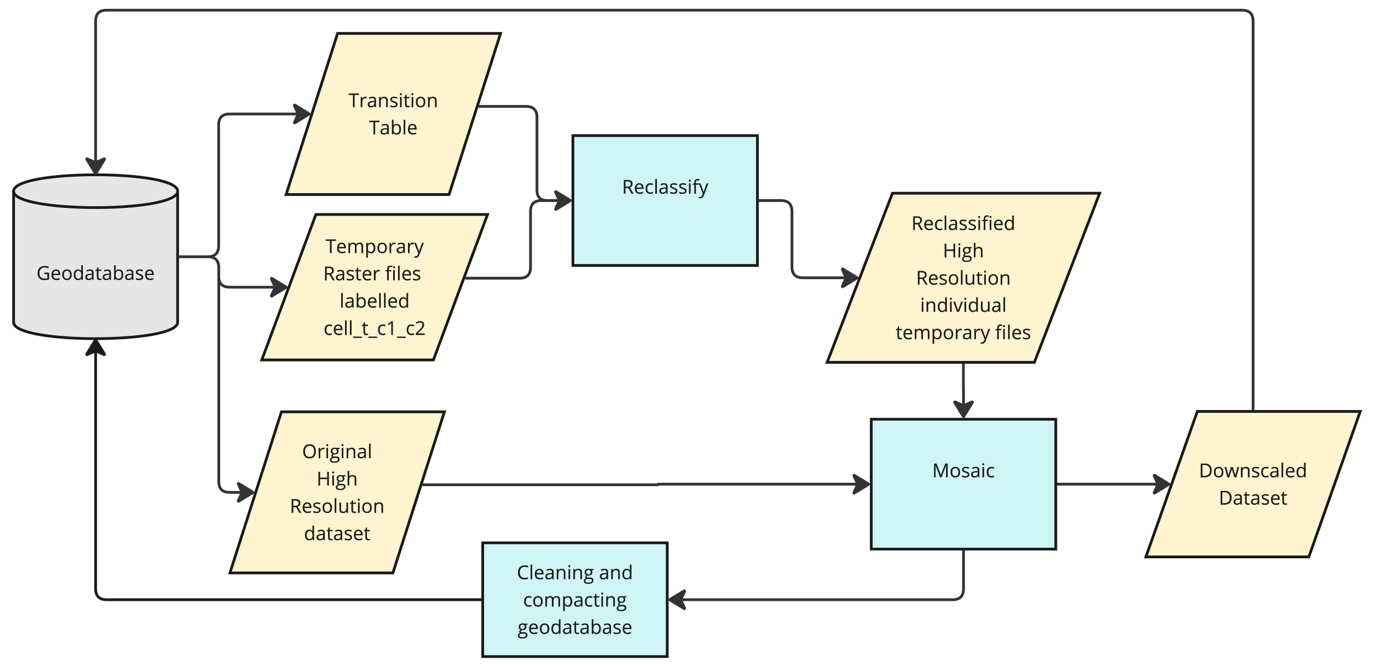 Transition
Table
Reclassify
Temporary
Raster files
labelled
cell_t_c1_c2
Reclassified
High
Resolution
individual
temporary files
Geodatabase
Original
High
Resolution
dataset
Mosaic
Downscaled
Dataset
Cleaning and
compacting
geodatabase